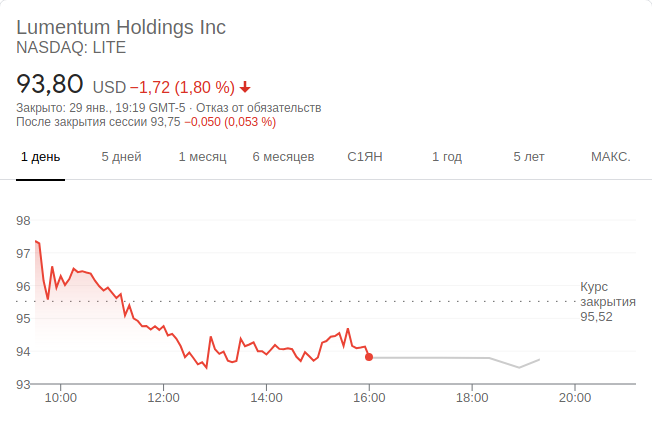 Lumentum Holdings Inc
NASDAQ: LITE
93,80 USD −1,72 (1,80 %)
Закрыто: 29 янв., 19:19 GMT-5 · Отказ от обязательств
После закрытия сессии 93,75 −0,050 (0,053 %)
1 день 5 дней 1 месяц 6 месяцев С1ЯН 1 год 5 лет МАКС.
98
97
96
95
94
93
Курс
закрытия
95,52
10:00 12:00 14:00 16:00 18:00 20:00